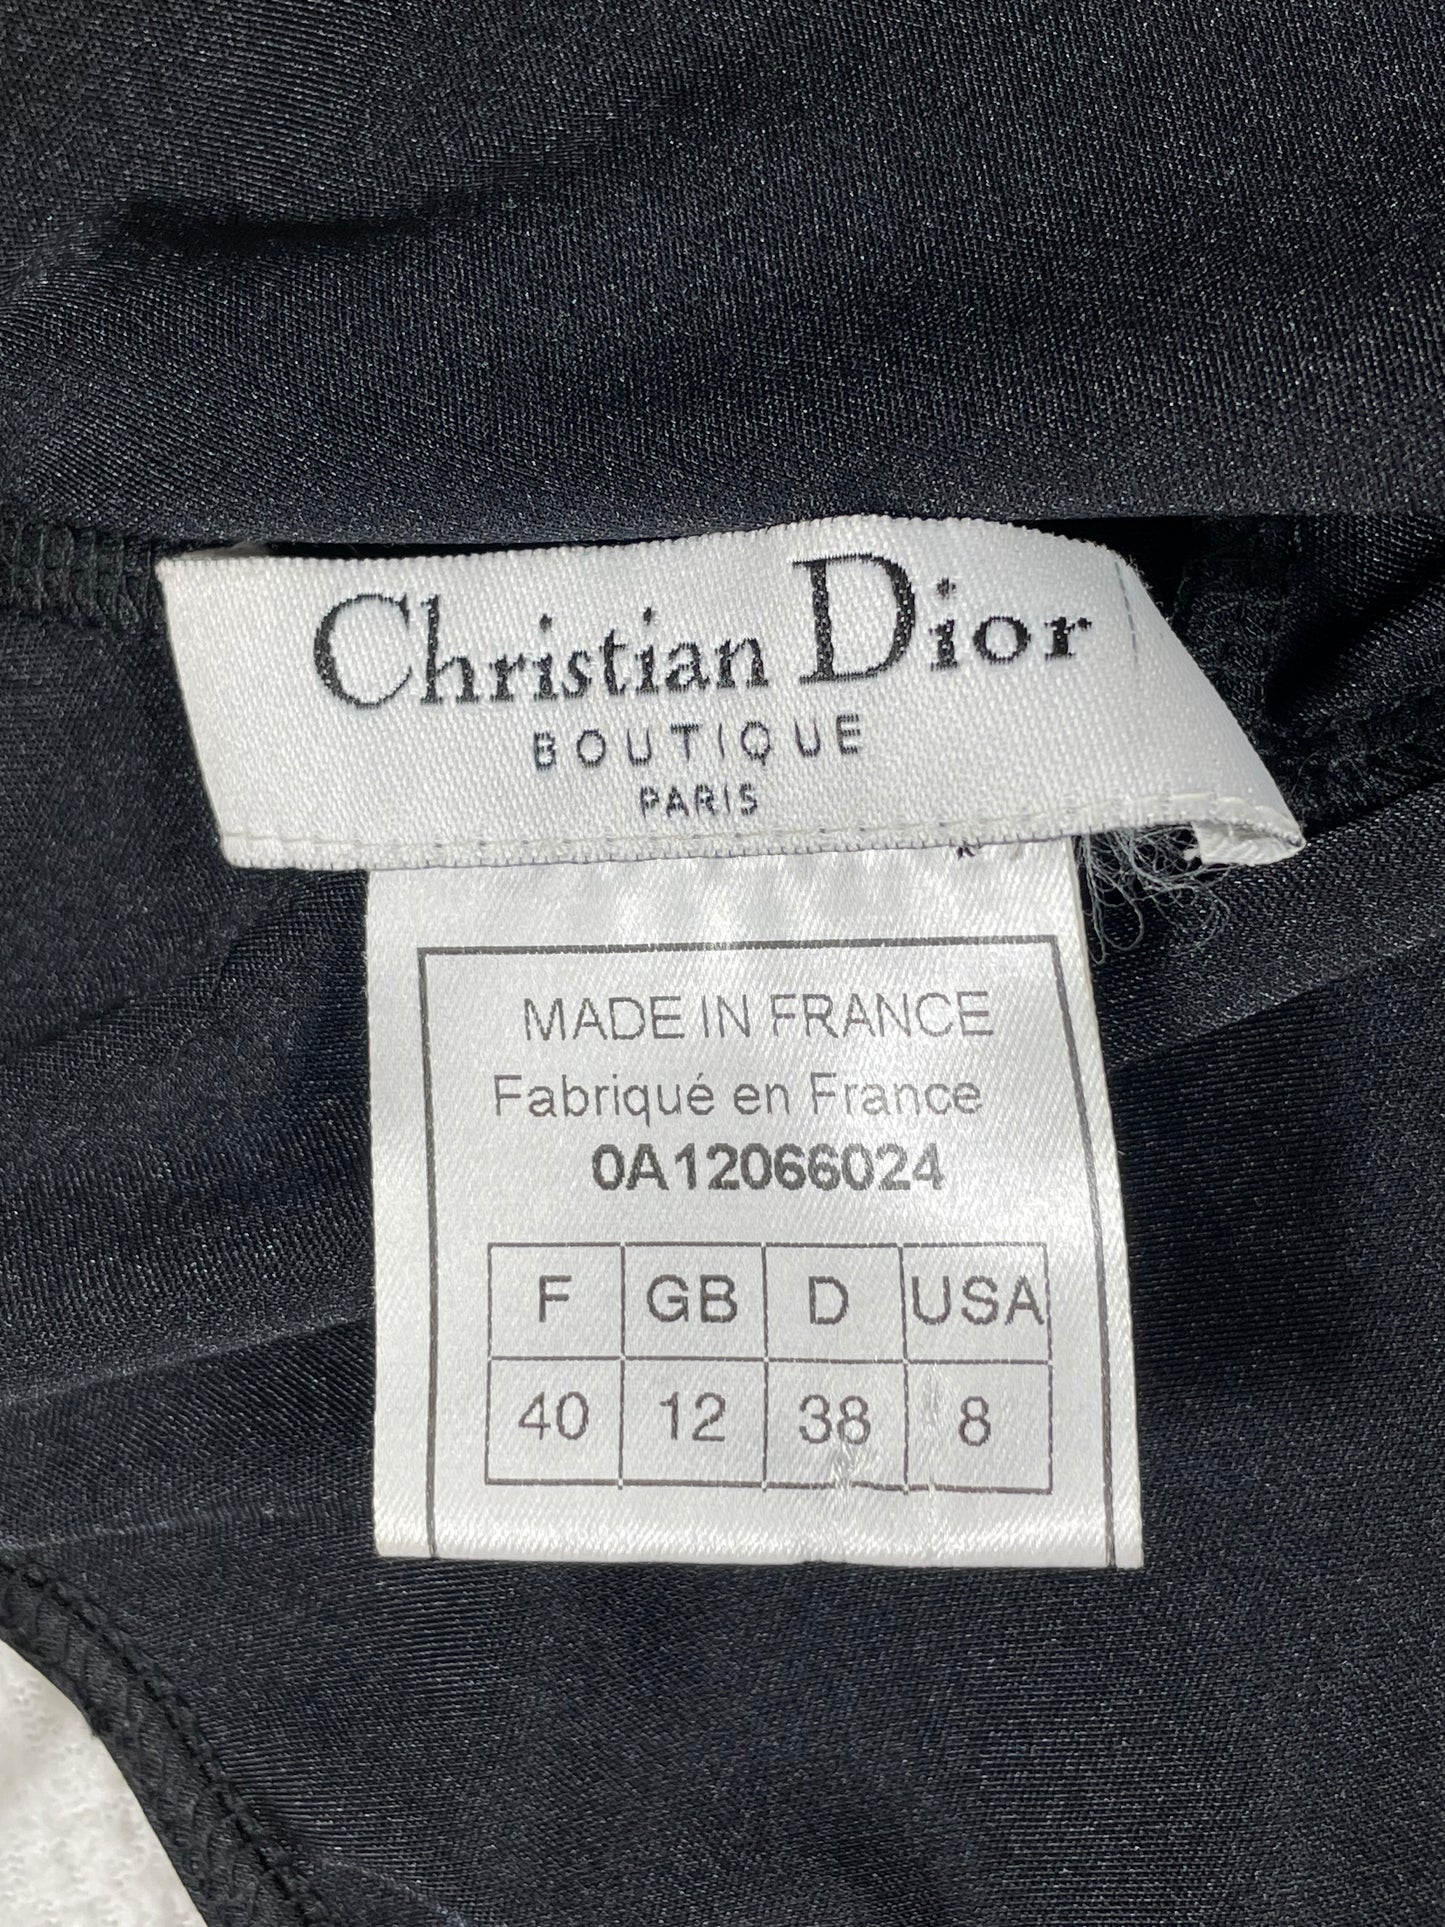 Christian Dior
BOUTIQUE
PARIS
MADE IN FRANCE
Fabriqué en France
0A12066024
F GB D USA
40 12 38 8